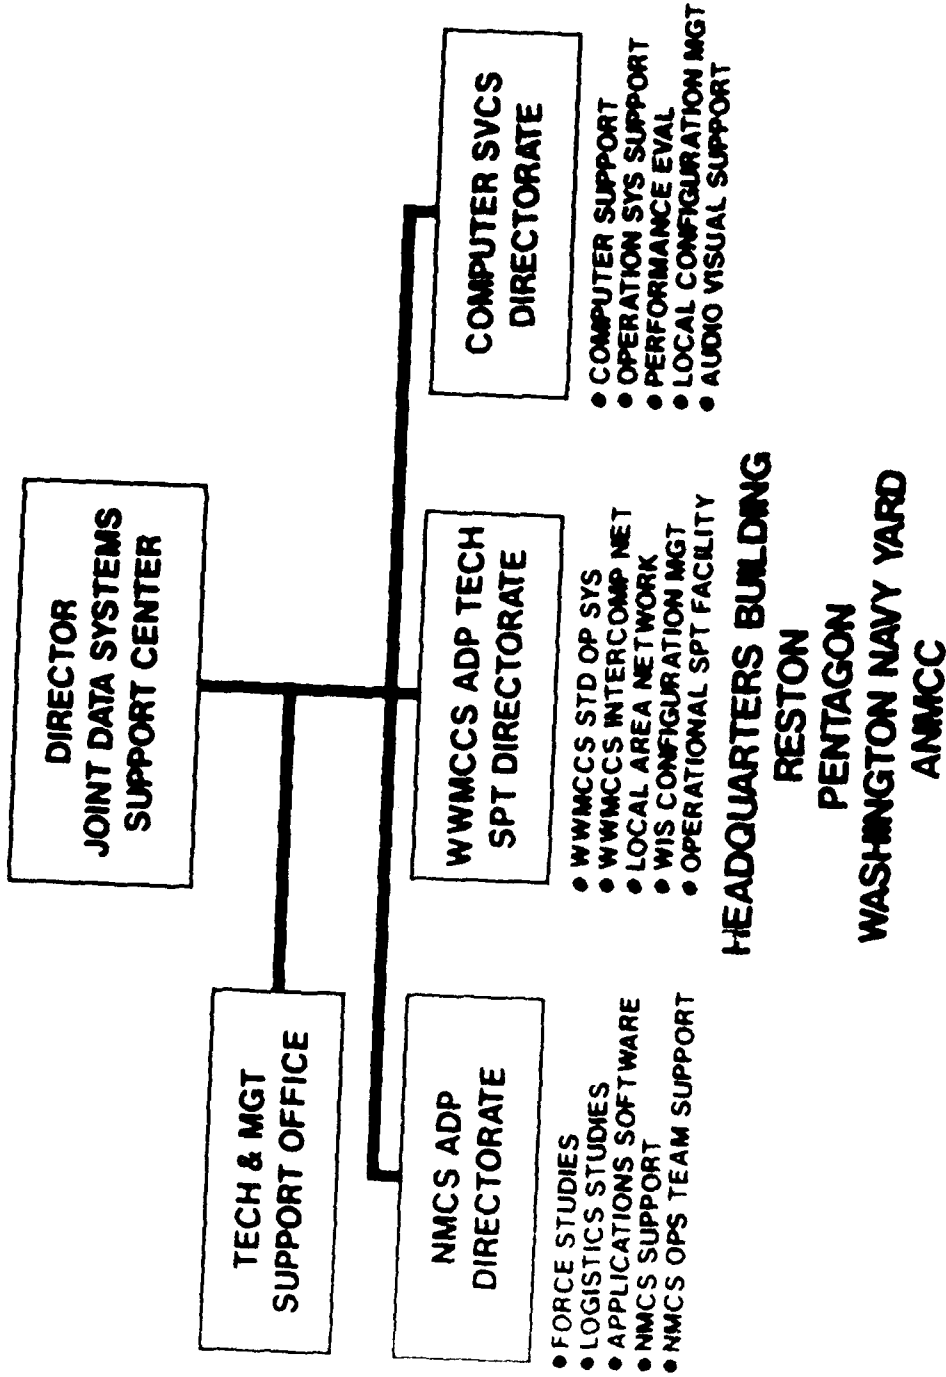 DIRECTOR
JOINT DATA SYSTEMS
SUPPORT CENTER
TECH & MGT
SUPPORT OFFICE
NMCS ADP
DIRECTORATE
• FORCE STUDIES
• LOGISTICS STUDIES
• APPLICATIONS SOFTWARE
• NMCS SUPPORT
• NMCS OPS TEAM SUPPORT
WWMCCS ADP TECH
SPT DIRECTORATE
• WWMCCS STD OP SYS
• WWMCCS INTERCOMP NET
• LOCAL AREA NETWORK
• WIS CONFIGURATION MGT
• OPERATIONAL SPT FACILITY
COMPUTER SVCS
DIRECTORATE
• COMPUTER SUPPORT
• OPERATION SYS SUPPORT
• PERFORMANCE EVAL
• LOCAL CONFIGURATION MGT
• AUDIO VISUAL SUPPORT
HEADQUARTERS BUILDING
RESTON
PENTAGON
WASHINGTON NAVY YARD
ANMCC